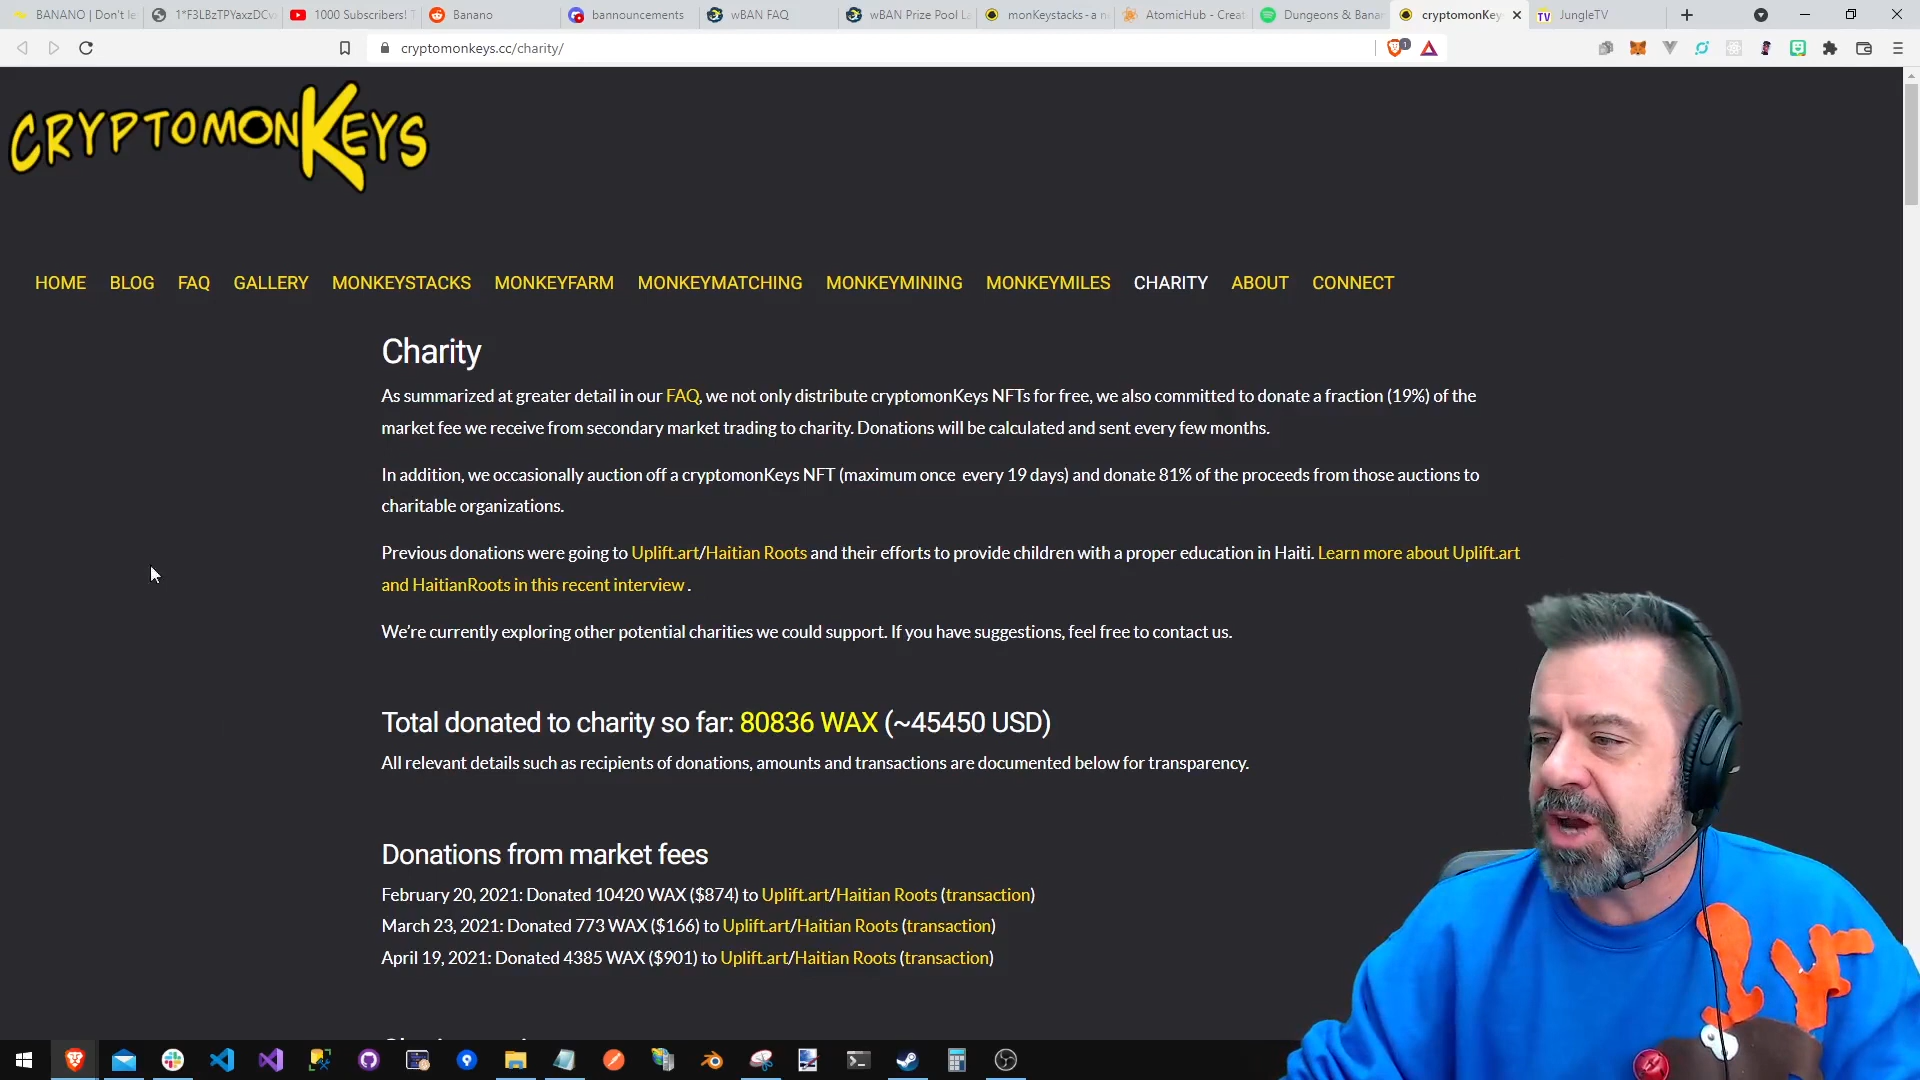 BANANO | Don't le
1*F3LBzTPYaxzDCv
1000 Subscribers! T
Banano
bannouncements
wBAN FAQ
wBAN Prize Pool La
monKeystacks - a n
AtomicHub - Creat
Dungeons & Banan
cryptomonKey
JungleTV
cryptomonkeys.cc/charity/
1
CRYPTOMONKEYS
HOME BLOG FAQ GALLERY MONKEYSTACKS MONKEYFARM MONKEYMATCHING MONKEYMINING MONKEYMILES CHARITY ABOUT CONNECT
Charity
As summarized at greater detail in our FAQ, we not only distribute cryptomonKeys NFTs for free, we also committed to donate a fraction (19%) of the
market fee we receive from secondary market trading to charity. Donations will be calculated and sent every few months.
In addition, we occasionally auction off a cryptomonKeys NFT (maximum once every 19 days) and donate 81% of the proceeds from those auctions to
charitable organizations.
Previous donations were going to Uplift.art/Haitian Roots and their efforts to provide children with a proper education in Haiti. Learn more about Uplift.art
and HaitianRoots in this recent interview .
We're currently exploring other potential charities we could support. If you have suggestions, feel free to contact us.
Total donated to charity so far: 80836 WAX (~45450 USD)
All relevant details such as recipients of donations, amounts and transactions are documented below for transparency.
Donations from market fees
February 20, 2021: Donated 10420 WAX ($874) to Uplift.art/Haitian Roots (transaction)
March 23, 2021: Donated 773 WAX ($166) to Uplift.art/Haitian Roots (transaction)
April 19, 2021: Donated 4385 WAX ($901) to Uplift.art/Haitian Roots (transaction)